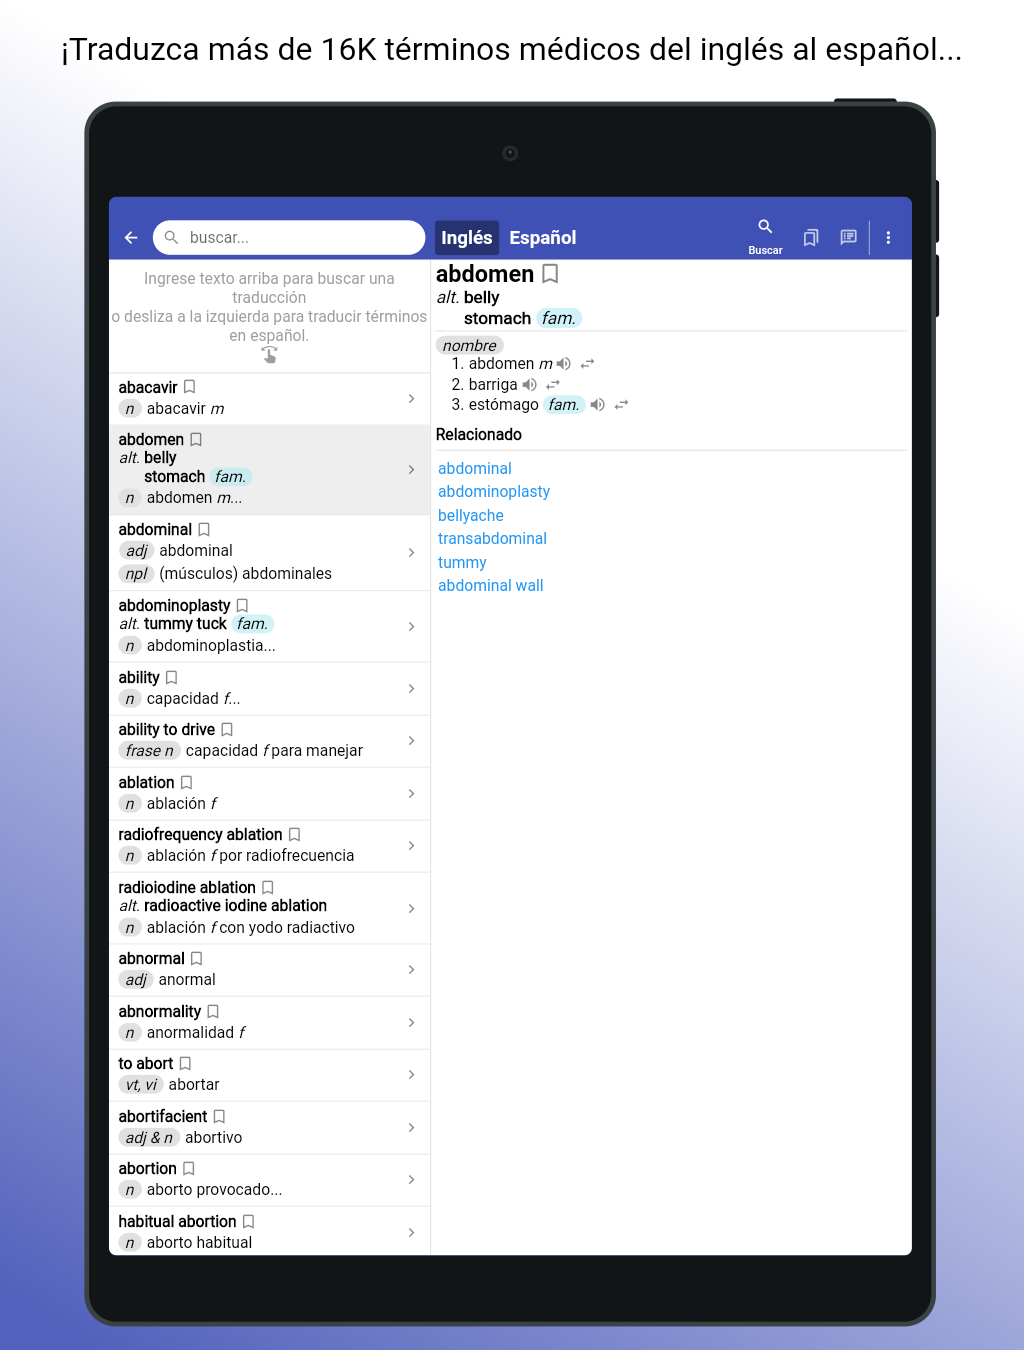 ¡Traduzca más de 16K términos médicos del inglés al español...
buscar...
Inglés Español
Buscar
Ingrese texto arriba para buscar una
traducción
o desliza a la izquierda para traducir términos
en español.
abacavir
n abacavir m
abdomen
alt. belly
stomach fam.
n abdomen m...
abdominal
adj abdominal
npl (músculos) abdominales
abdominoplasty
alt. tummy tuck fam.
n abdominoplastia...
ability
n capacidad f...
ability to drive
frase n capacidad f para manejar
ablation
n ablación f
radiofrequency ablation
n ablación f por radiofrecuencia
radioiodine ablation
alt. radioactive iodine ablation
n ablación f con yodo radiactivo
abnormal
adj anormal
abnormality
n anormalidad f
to abort
vt, vi abortar
abortifacient
adj & n abortivo
abortion
n aborto provocado...
habitual abortion
n aborto habitual
abdomen
alt. belly
stomach fam.
nombre
1. abdomen m
2. barriga
3. estómago fam.
Relacionado
abdominal
abdominoplasty
bellyache
transabdominal
tummy
abdominal wall